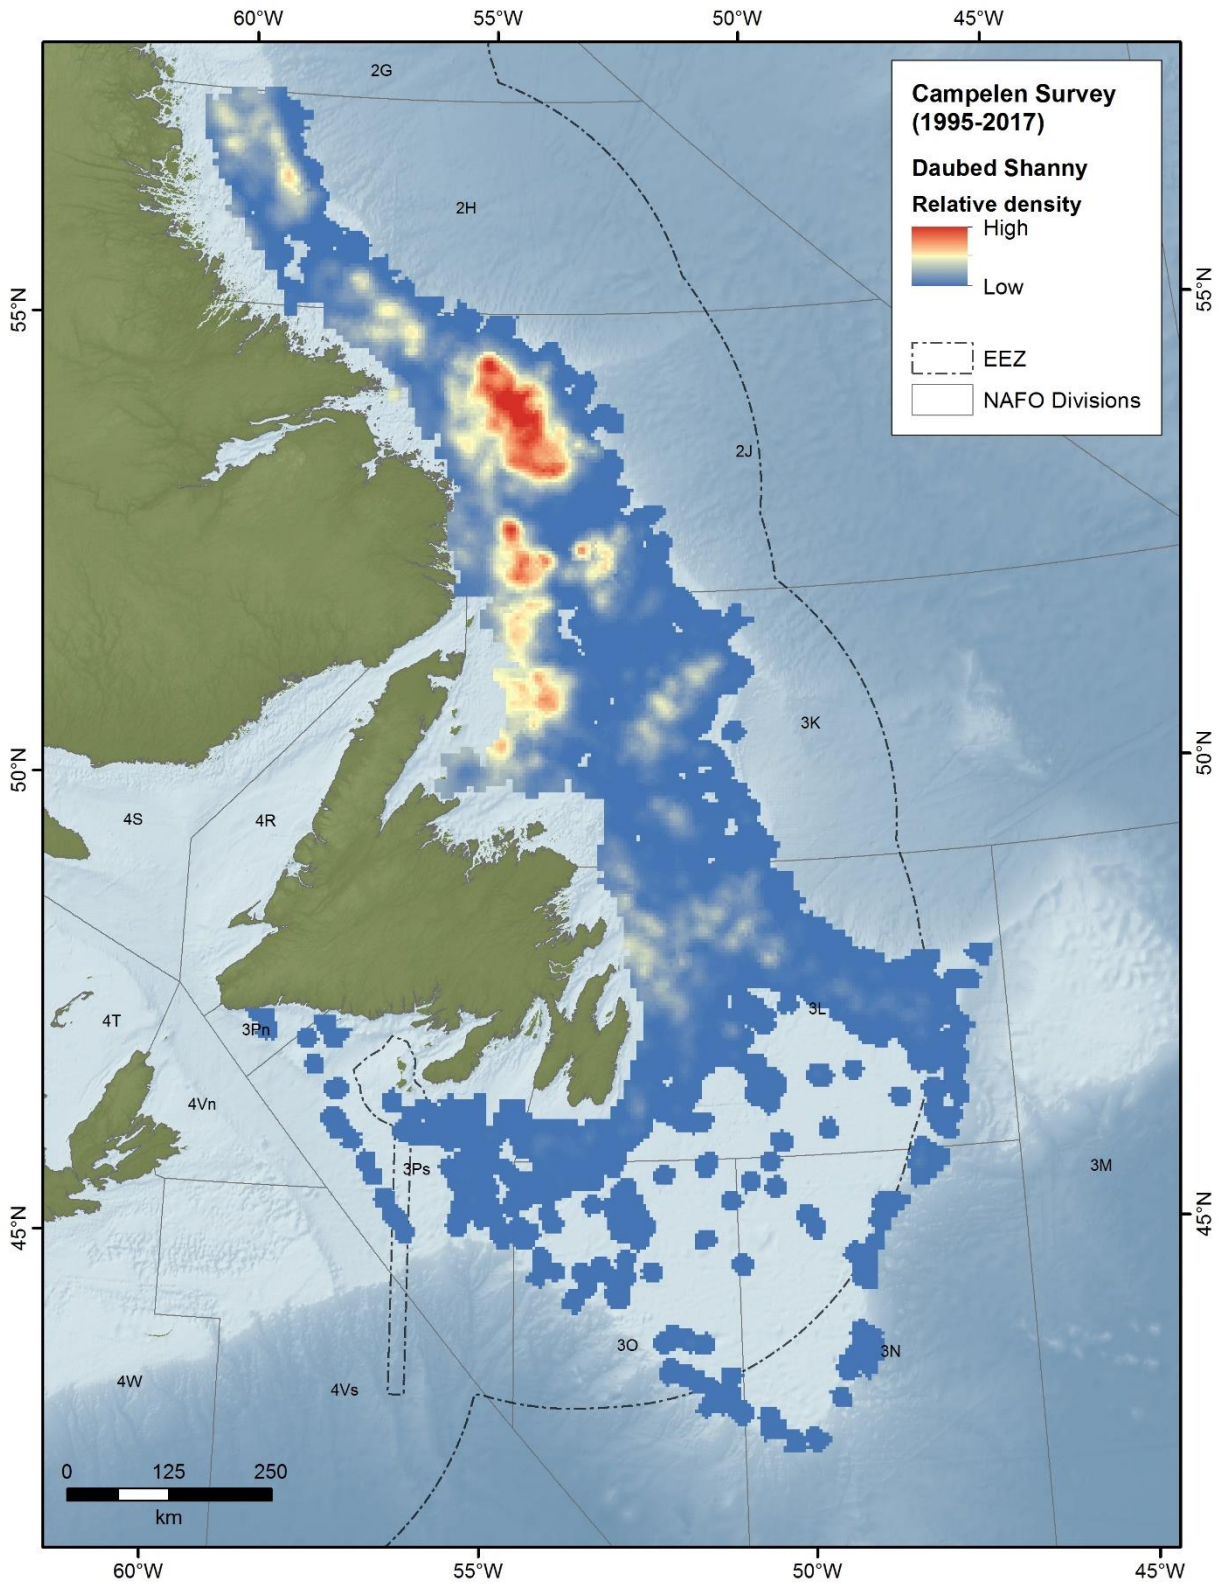 60°W 55°W 50°W 45°W
2G
Campelen Survey
(1995-2017)
Daubed Shanny
Relative density
High
Low
EEZ
NAFO Divisions
2H
55°N
55°N
2J
3K
50°N
50°N
4S
4R
3L
4T
3Pn
4Vn
3Ps
3M
45°N
45°N
3O
3N
4W
4Vs
0 125 250
km
60°W 55°W 50°W 45°W